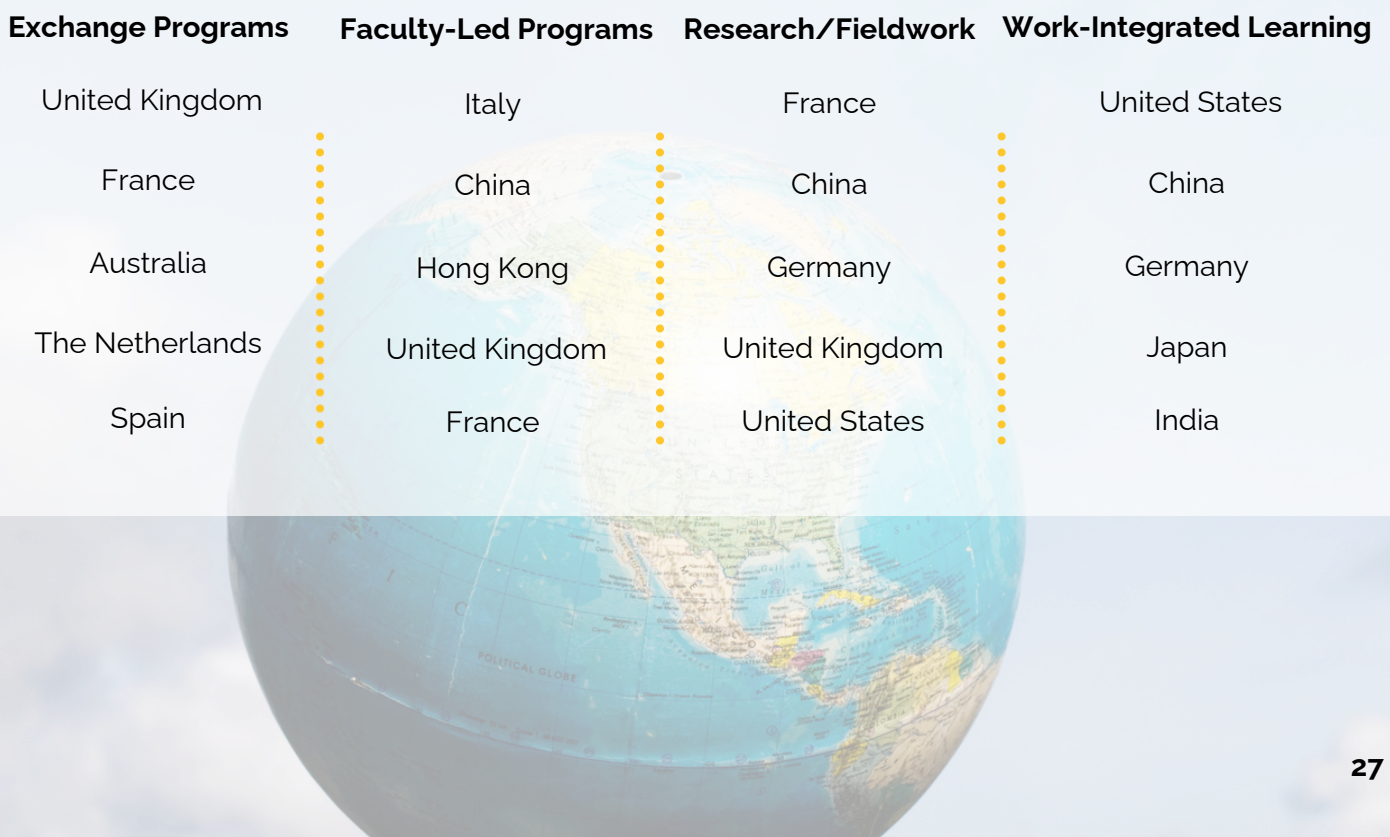 Exchange Programs
United Kingdom
France
Australia
The Netherlands
Spain
Faculty-Led Programs
Italy
China
Hong Kong
United Kingdom
France
Research/Fieldwork
France
China
Germany
United Kingdom
United States
Work-Integrated Learning
United States
China
Germany
Japan
India
POLITICAL GLOBE
27